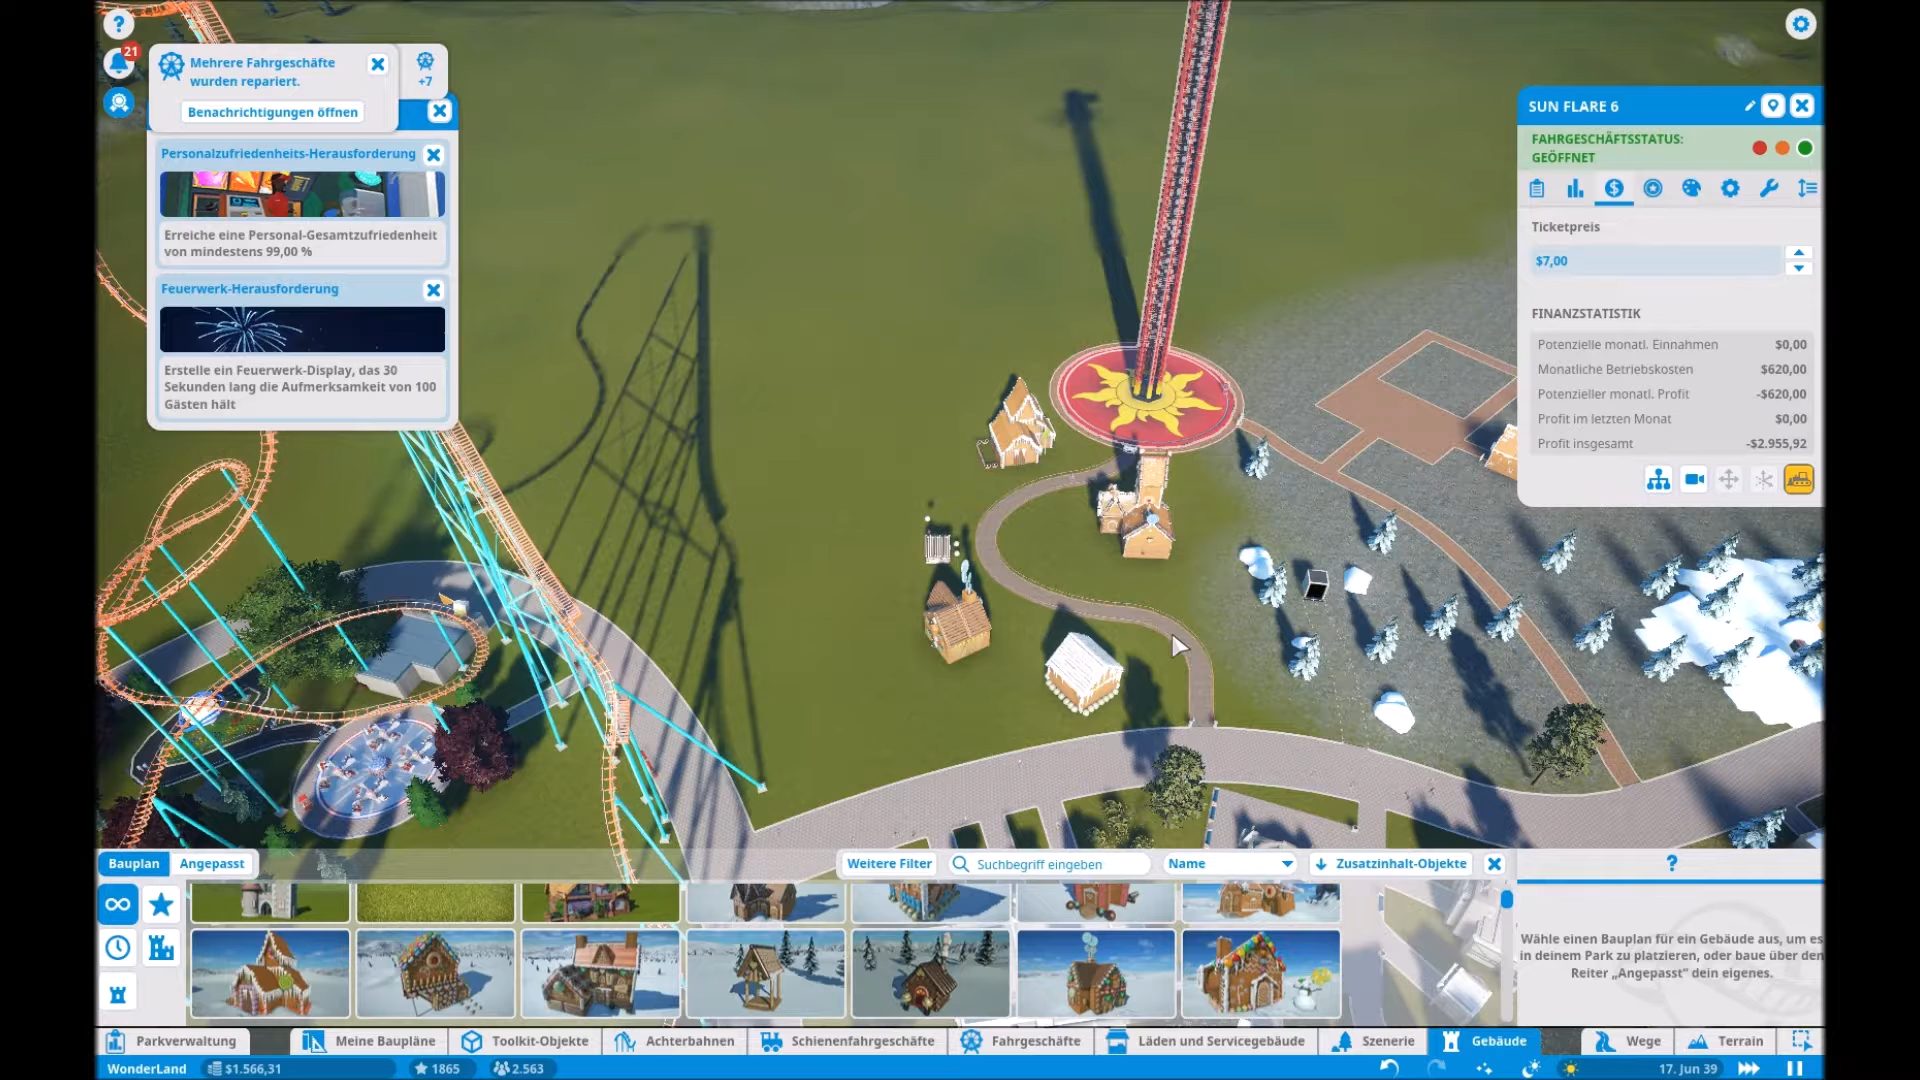 ?
21
Mehrere Fahrgeschäfte
wurden repariert.
+7
Benachrichtigungen öffnen
Personalzufriedenheits-Herausforderung
Erreiche eine Personal-Gesamtzufriedenheit
von mindestens 99,00 %
Feuerwerk-Herausforderung
Erstelle ein Feuerwerk-Display, das 30
Sekunden lang die Aufmerksamkeit von 100
Gästen hält
SUN FLARE 6
FAHRGESCHÄFTSSTATUS:
GEÖFFNET
Ticketpreis
$7,00
FINANZSTATISTIK
Potenzielle monatl. Einnahmen $0,00
Monatliche Betriebskosten $620,00
Potenzieller monatl. Profit -$620,00
Profit im letzten Monat $0,00
Profit insgesamt -$2.955,92
Bauplan Angepasst
Weitere Filter Suchbegriff eingeben Name Zusatzinhalt-Objekte
?
Wähle einen Bauplan für ein Gebäude aus, um es
in deinem Park zu platzieren, oder baue über den
Reiter „Angepasst“ dein eigenes.
Parkverwaltung Meine Baupläne Toolkit-Objekte Achterbahnen Schienenfahrgeschäfte Fahrgeschäfte Läden und Servicegebäude Szenerie Gebäude Wege Terrain
WonderLand $1.566,31 1865 2.563 17. Jun 39